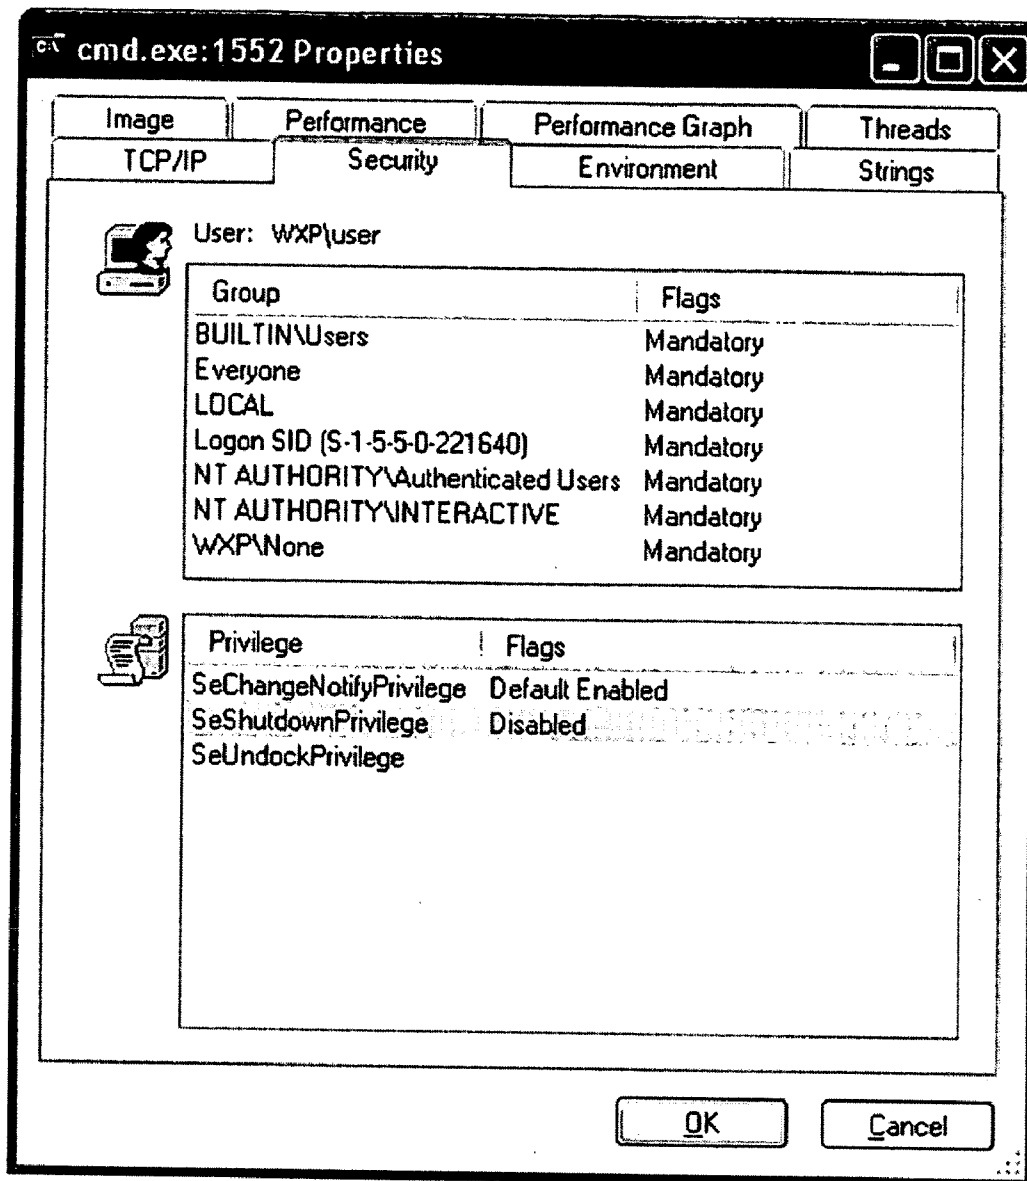 cmd.exe:1552 Properties
Image Performance Performance Graph Threads
TCP/IP Security Environment Strings
User: WXP\user
Group Flags
BUILTIN\Users Mandatory
Everyone Mandatory
LOCAL Mandatory
Logon SID (S-1-5-5-0-221640) Mandatory
NT AUTHORITY\Authenticated Users Mandatory
NT AUTHORITY\INTERACTIVE Mandatory
WXP\None Mandatory
Privilege Flags
SeChangeNotifyPrivilege Default Enabled
SeShutdownPrivilege Disabled
SeUndockPrivilege
OK Cancel